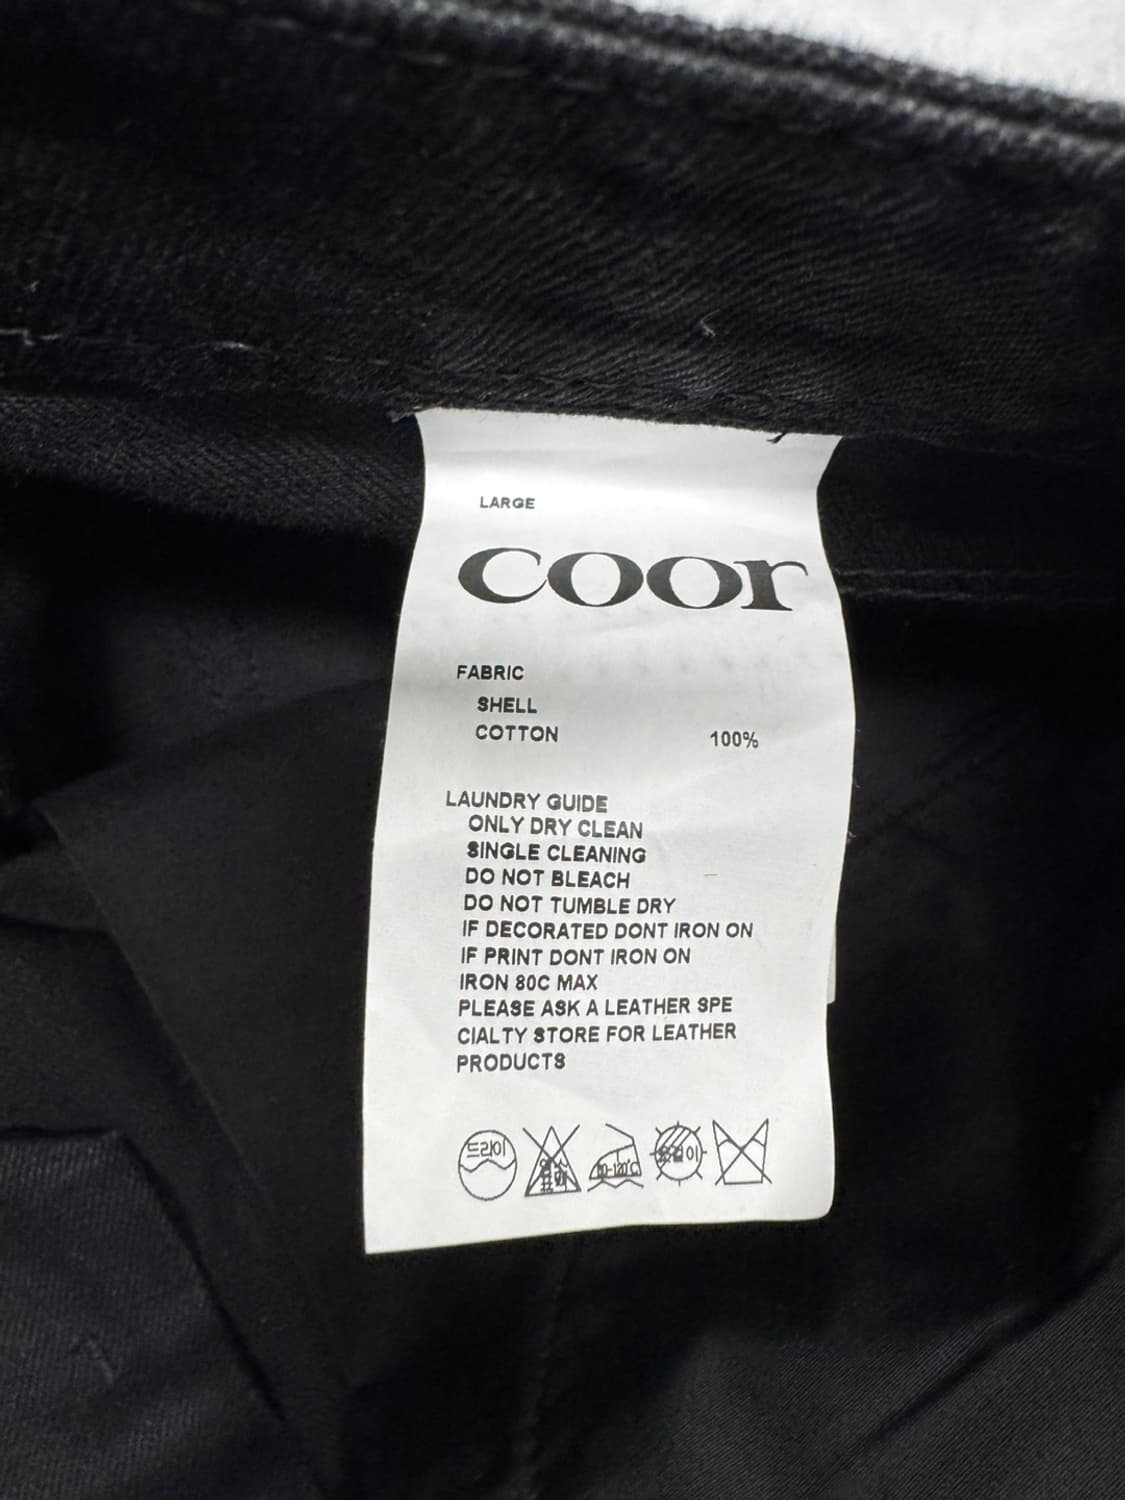 LARGE
coor
FABRIC
SHELL
COTTON 100%
LAUNDRY GUIDE
ONLY DRY CLEAN
SINGLE CLEANING
DO NOT BLEACH
DO NOT TUMBLE DRY
IF DECORATED DONT IRON ON
IF PRINT DONT IRON ON
IRON 80C MAX
PLEASE ASK A LEATHER SPE
CIALTY STORE FOR LEATHER
PRODUCTS
드라이